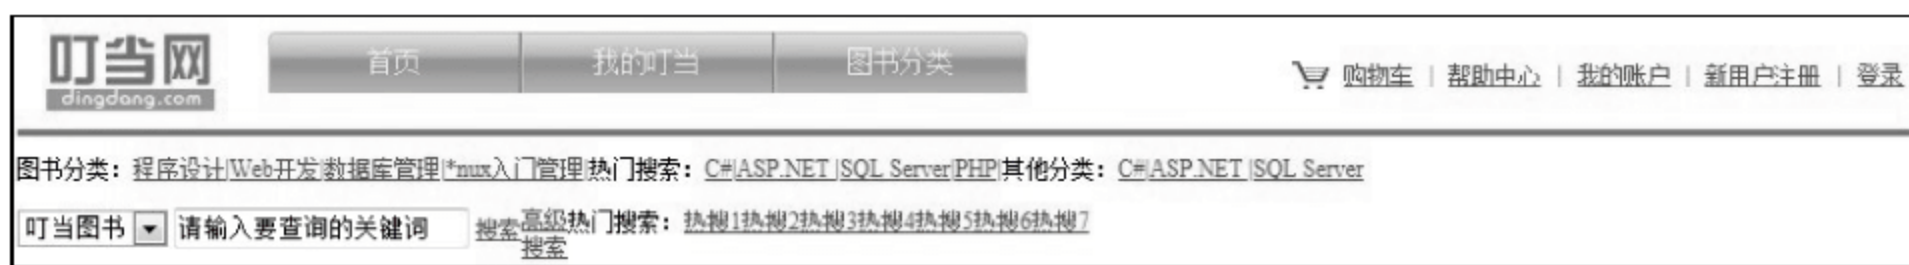 叮当网 首页 我的叮当 图书分类 购物车 | 帮助中心 | 我的账户 | 新用户注册 | 登录
dingdang.com
图书分类：程序设计|Web开发|数据库管理|*nux入门管理|热门搜索：C#|ASP.NET |SQL Server|PHP|其他分类：C#|ASP.NET |SQL Server
叮当图书 请输入要查询的关键词 搜索 高级搜索 热门搜索：热搜1热搜2热搜3热搜4热搜5热搜6热搜7